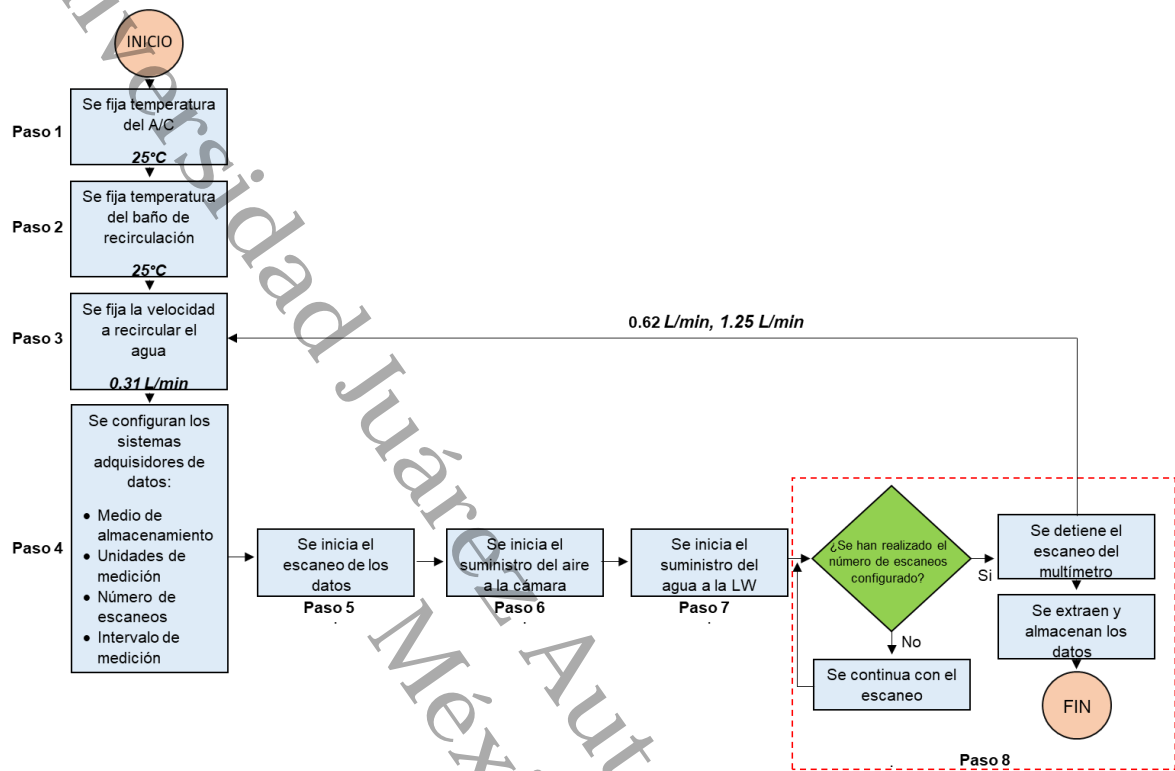 INICIO
Se fija temperatura
del A/C
25°C
Paso 1
Se fija temperatura
del baño de
recirculación
25°C
Paso 2
Se fija la velocidad
a recircular el
agua
0.31 L/min
Paso 3
0.62 L/min, 1.25 L/min
Se configuran los
sistemas
adquisidores de
datos:
• Medio de
almacenamiento
• Unidades de
medición
• Número de
escaneos
• Intervalo de
medición
Paso 4
Se inicia el
escaneo de los
datos
Paso 5
.
Se inicia el
suministro del aire
a la cámara
Paso 6
.
Se inicia el
suministro del
agua a la LW
Paso 7
.
¿Se han realizado el
número de escaneos
configurado?
Si
No
Se continua con el
escaneo
Se detiene el
escaneo del
multímetro
Se extraen y
almacenan los
datos
FIN
. Paso 8
niversidad Juárez Aut
Méxi